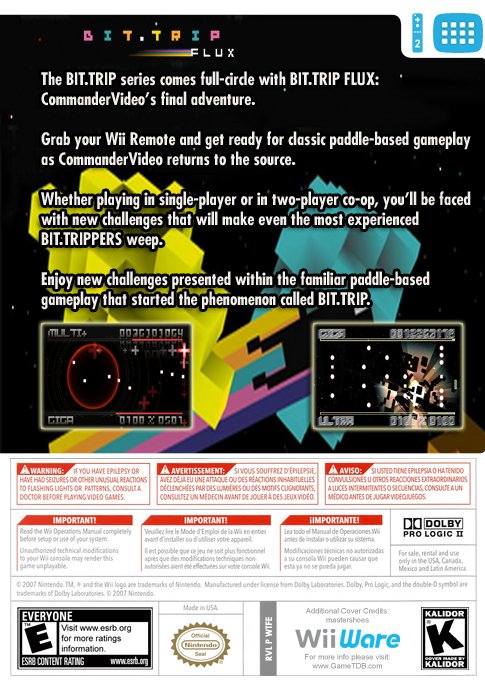 BIT.TRIP
FLUX
2
The BIT.TRIP series comes full-circle with BIT.TRIP FLUX:
CommanderVideo's final adventure.
Grab your Wii Remote and get ready for classic paddle-based gameplay
as CommanderVideo returns to the source.
Whether playing in single-player or in two-player co-op, you'll be faced
with new challenges that will make even the most experienced
BIT.TRIPPERS weep.
Enjoy new challenges presented within the familiar paddle-based
gameplay that started the phenomenon called BIT.TRIP.
MULTI+
GIGA
GIGA
ULTRA
WARNING: IF YOU HAVE EPILEPSY OR
HAVE HAD SEIZURES OR OTHER UNUSUAL REACTIONS
TO FLASHING LIGHTS OR PATTERNS, CONSULT A
DOCTOR BEFORE PLAYING VIDEO GAMES.
AVERTISSEMENT: SI VOUS SOUFFREZ D'ÉPILEPSIE,
AVEZ DÉJÀ EU UNE ATTAQUE OU DES RÉACTIONS INHABITUELLES
DÉCLENCHÉES PAR DES LUMIÈRES OU DES MOTIFS CLIGNOTANTS,
CONSULTEZ UN MÉDECIN AVANT DE JOUER À DES JEUX VIDÉO.
AVISO: SI USTED TIENE EPILEPSIA O HA TENIDO
CONVULSIONES U OTRAS REACCIONES EXTRAORDINARIOS
A LUCES INTERMITENTES O SECUENCIAS, CONSULTE A UN
MÉDICO ANTES DE JUGAR VIDEOJUEGOS.
IMPORTANT!
Read the Wii Operations Manual completely
before setup or use of your system.
Unauthorized technical modifications
to your Wii console may render this
game unplayable.
IMPORTANT!
Veuillez lire le Mode d'Emploi de la Wii en entier
avant d'installer ou d'utiliser votre appareil.
Il est possible que ce jeu ne soit plus fonctionnel
après que des modifications techniques non-
autorisées aient été effectuées sur votre console Wii.
¡IMPORTANT!
Lea todo el Manual de Operaciones Wii
antes de instalar o utilizar su sistema.
Modificaciones técnicas no autorizadas
a su consola Wii pueden causar que
esta ya no se pueda jugar.
DOLBY
PRO LOGIC II
For sale, rental and use
only in the USA, Canada,
Mexico and Latin America.
© 2007 Nintendo. TM, ® and the Wii logo are trademarks of Nintendo. Manufactured under license from Dolby Laboratories. Dolby, Pro Logic, and the double-D symbol are
trademarks of Dolby Laboratories. © 2007 Nintendo.
EVERYONE
E
Visit www.esrb.org
for more ratings
information.
ESRB CONTENT RATING www.esrb.org
Made in USA
Official
Nintendo
Seal
RVL P WTFE
Additional Cover Credits:
mastershoes
WiiWare
For more info please visit:
www.GameTDB.com
KALIDOR
K
COVER MADE BY
KALIDOR